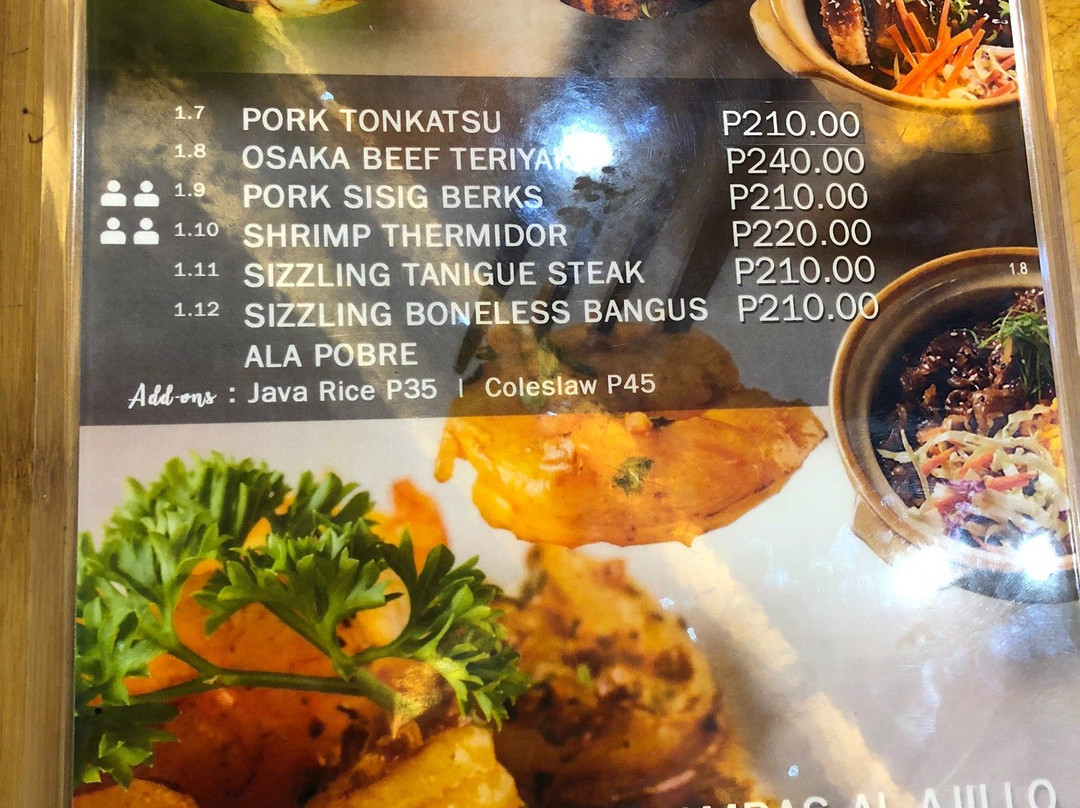 1.7 PORK TONKATSU P210.00
1.8 OSAKA BEEF P240.00
1.9 PORK SISIG BERKS P210.00
1.10 SHRIMP THERMIDOR P220.00
1.11 SIZZLING TANIGUE STEAK P210.00
1.12 SIZZLING BONELESS BANGUS P210.00
ALA POBRE
Add-ons : Java Rice P35 | Coleslaw P45
1.8